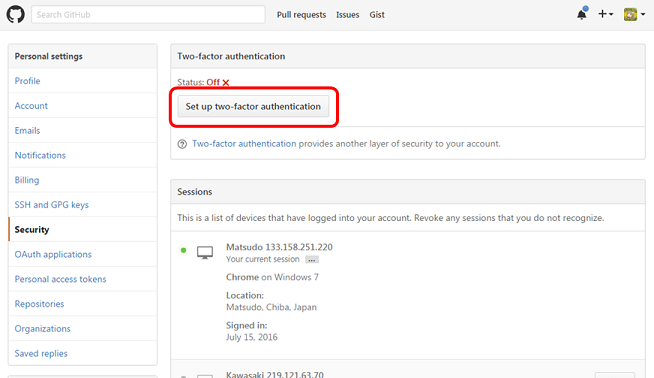 Search GitHub
Pull requests Issues Gist
Personal settings
Profile
Account
Emails
Notifications
Billing
SSH and GPG keys
Security
OAuth applications
Personal access tokens
Repositories
Organizations
Saved replies
Two-factor authentication
Status: Off
Set up two-factor authentication
Two-factor authentication provides another layer of security to your account.
Sessions
This is a list of devices that have logged into your account. Revoke any sessions that you do not recognize.
Matsudo 133.158.251.220
Your current session ...
Chrome on Windows 7
Location:
Matsudo, Chiba, Japan
Signed in:
July 15, 2016
Kawasaki 219.121.63.70